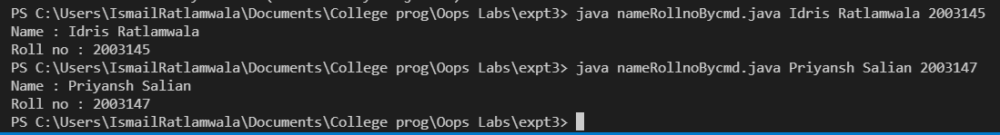 PS C:\Users\IsmailRatlamwala\Documents\College prog\Oops Labs\expt3> java nameRollnoBycmd.java Idris Ratlamwala 2003145
Name : Idris Ratlamwala
Roll no : 2003145
PS C:\Users\IsmailRatlamwala\Documents\College prog\Oops Labs\expt3> java nameRollnoBycmd.java Priyansh Salian 2003147
Name : Priyansh Salian
Roll no : 2003147
PS C:\Users\IsmailRatlamwala\Documents\College prog\Oops Labs\expt3>